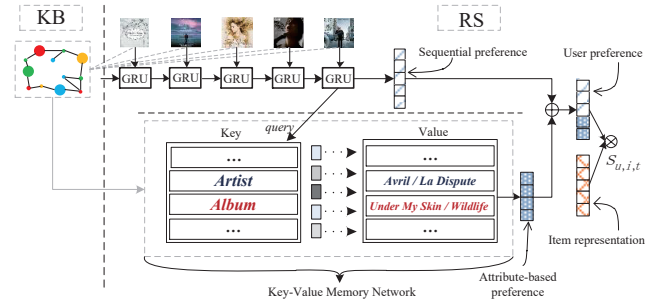 KB
RS
GRU
GRU
GRU
GRU
GRU
Sequential preference
User preference
query
Key
Value
...
...
Artist
Avril / La Dispute
Album
Under My Skin / Wildlife
...
...
S_{u,i,t}
Item representation
Attribute-based
preference
Key-Value Memory Network